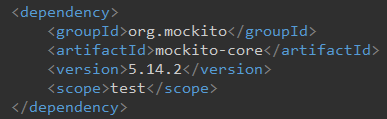 <dependency>
    <groupId>org.mockito</groupId>
    <artifactId>mockito-core</artifactId>
    <version>5.14.2</version>
    <scope>test</scope>
</dependency>